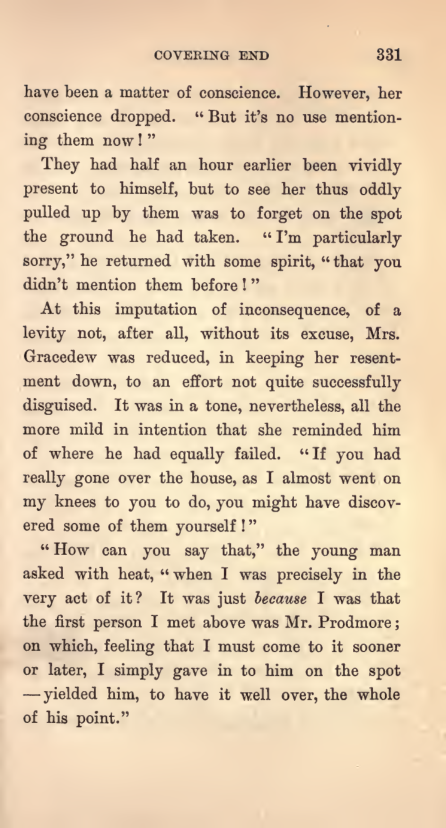 COVERING END 331
have been a matter of conscience. However, her
conscience dropped. “ But it's no use mention-
ing them now ! ”
They had half an hour earlier been vividly
present to himself, but to see her thus oddly
pulled up by them was to forget on the spot
the ground he had taken. “ I'm particularly
sorry,” he returned with some spirit, “ that you
didn't mention them before ! ”
At this imputation of inconsequence, of a
levity not, after all, without its excuse, Mrs.
Gracedew was reduced, in keeping her resent-
ment down, to an effort not quite successfully
disguised. It was in a tone, nevertheless, all the
more mild in intention that she reminded him
of where he had equally failed. “ If you had
really gone over the house, as I almost went on
my knees to you to do, you might have discov-
ered some of them yourself ! ”
“ How can you say that,” the young man
asked with heat, “ when I was precisely in the
very act of it ? It was just because I was that
the first person I met above was Mr. Prodmore ;
on which, feeling that I must come to it sooner
or later, I simply gave in to him on the spot
— yielded him, to have it well over, the whole
of his point.”